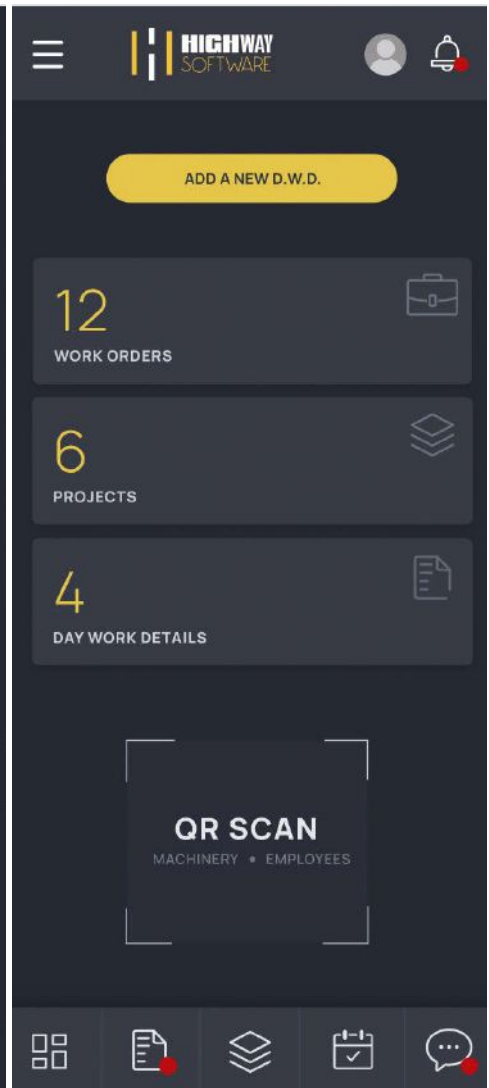 HIGHWAY
SOFTWARE
ADD A NEW D.W.D.
12
WORK ORDERS
6
PROJECTS
4
DAY WORK DETAILS
QR SCAN
MACHINERY • EMPLOYEES